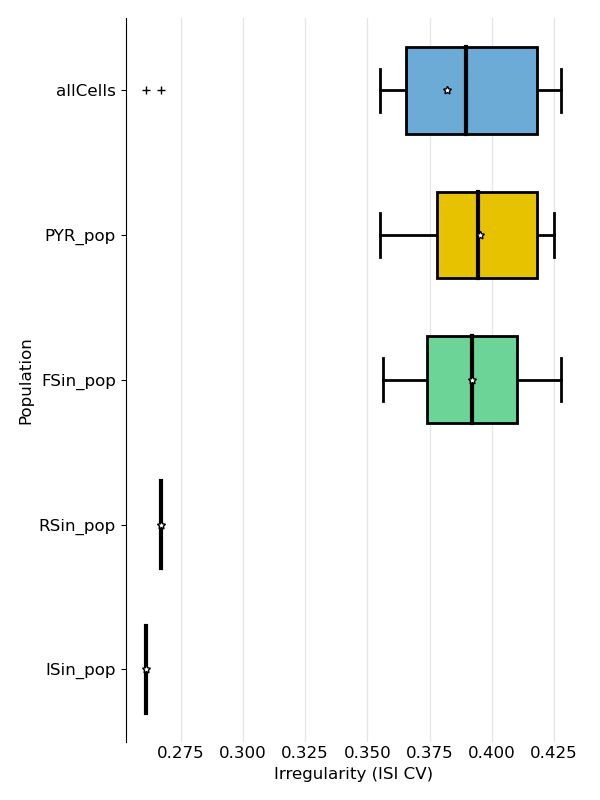 allCells
PYR_pop
FSin_pop
RSin_pop
ISin_pop
Population
0.275 0.300 0.325 0.350 0.375 0.400 0.425
Irregularity (ISI CV)